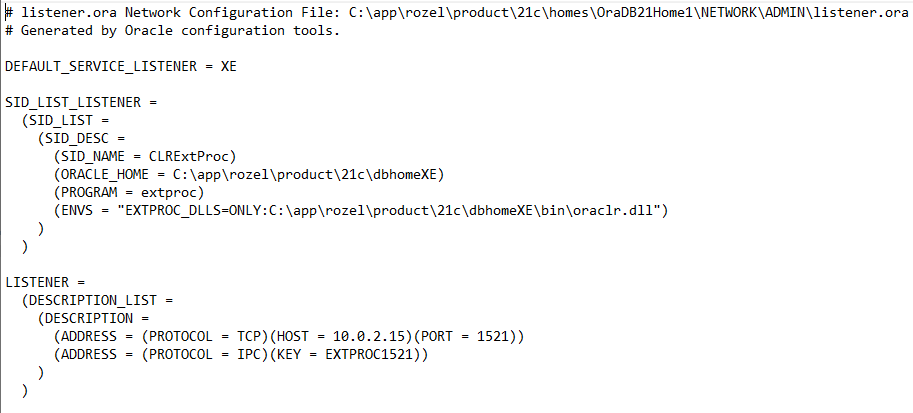 # listener.ora Network Configuration File: C:\app\rozel\product\21c\homes\OraDB21Home1\NETWORK\ADMIN\listener.ora
# Generated by Oracle configuration tools.

DEFAULT_SERVICE_LISTENER = XE

SID_LIST_LISTENER =
  (SID_LIST =
    (SID_DESC =
      (SID_NAME = CLRExtProc)
      (ORACLE_HOME = C:\app\rozel\product\21c\dbhomeXE)
      (PROGRAM = extproc)
      (ENVS = "EXTPROC_DLLS=ONLY:C:\app\rozel\product\21c\dbhomeXE\bin\oraclr.dll")
    )
  )

LISTENER =
  (DESCRIPTION_LIST =
    (DESCRIPTION =
      (ADDRESS = (PROTOCOL = TCP)(HOST = 10.0.2.15)(PORT = 1521))
      (ADDRESS = (PROTOCOL = IPC)(KEY = EXTPROC1521))
    )
  )